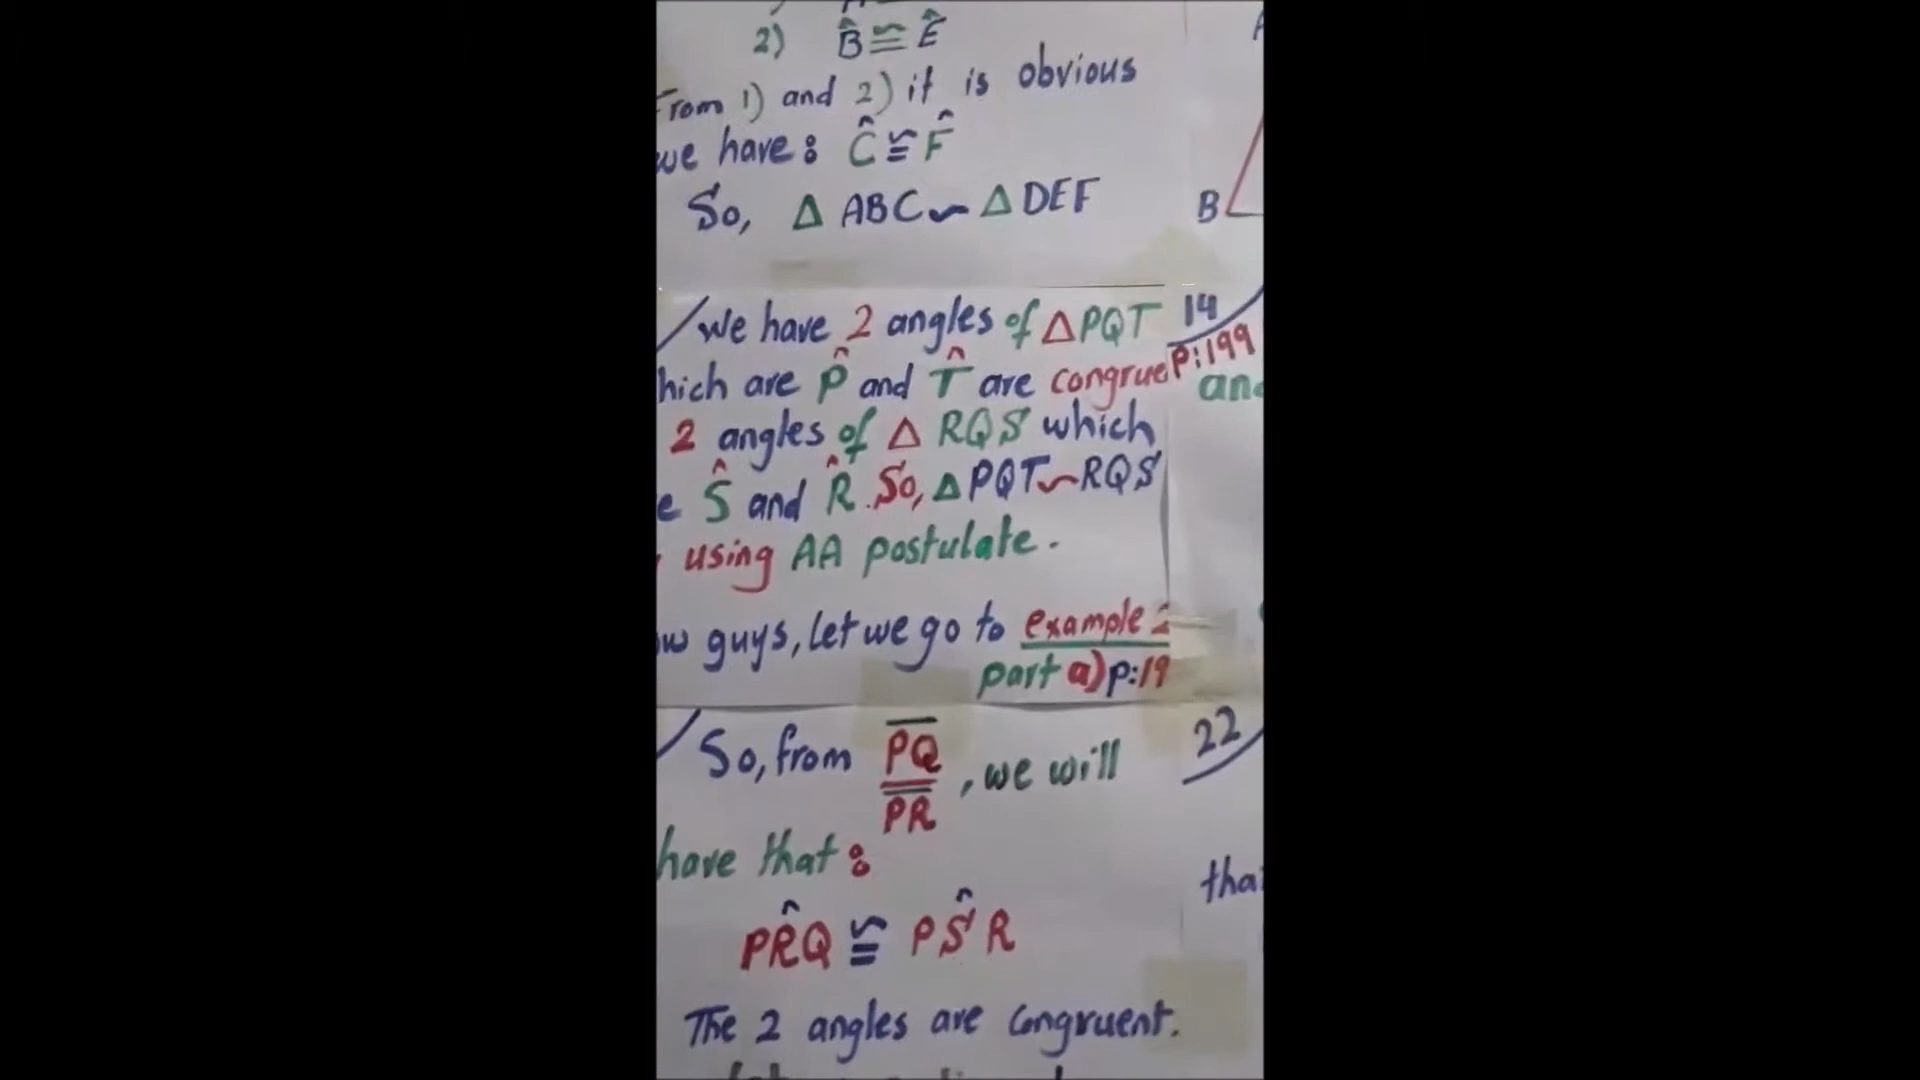 2) B̂ ≅ Ê
From 1) and 2) it is obvious
we have: Ĉ ≅ F̂
So, Δ ABC ~ Δ DEF
B
We have 2 angles of Δ PQT
14
P:199
hich are P̂ and T̂ are congrue
and
2 angles of Δ RQS which
e Ŝ and R̂. So, Δ PQT ~ RQS
using AA postulate.
ow guys, let we go to example 2
part a) p:19
So, from P̅Q̅ / P̅R̅, we will
22
have that:
PR̂Q ≅ PŜR
tha
The 2 angles are congruent.